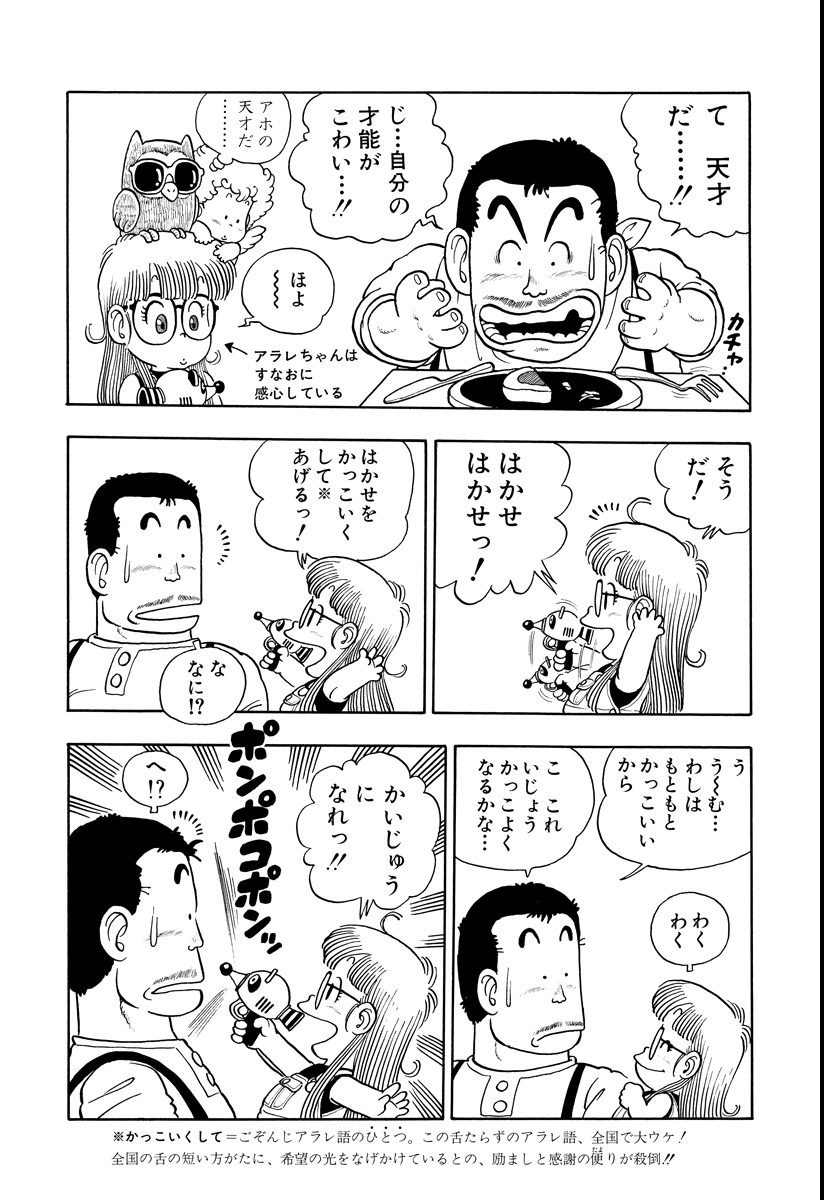 て 天才
だ……!!
じ…自分の
才能が
こわい…!!
カチャ…
アホの
天才だ
………
ほよ
〜〜
アラレちゃんは
すなおに
感心している
そう
だ！
はかせ
はかせっ！
はかせを
かっこいく
して※
あげるっ！
な
なに!?
う
う〜む…
わしは
もともと
かっこいい
から
こ これ
いじょう
かっこよく
なるかな…
わく
わく
かいじゅう
に
なれっ!!
ポンポコポンッ
へ!?
※かっこいくして＝ごぞんじアラレ語のひとつ。この舌たらずのアラレ語、全国で大ウケ！
全国の舌の短い方がたに、希望の光をなげかけているとの、励ましと感謝の便りが殺倒!!